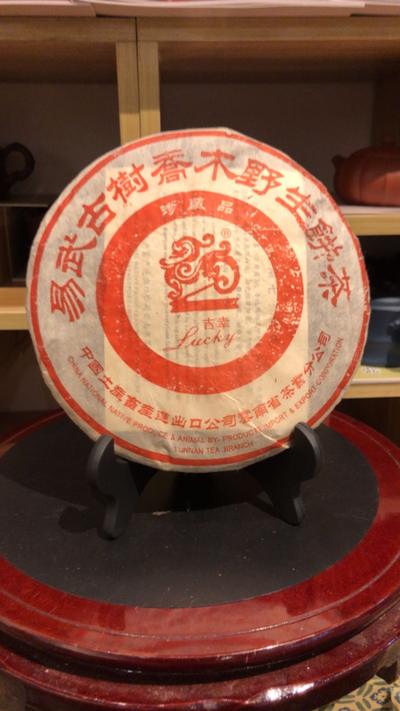 易武古樹喬木野生餅茶
珍藏品
®
吉幸
Lucky
中國土產畜產進出口公司雲南省茶葉分公司
CHINA NATIONAL NATIVE PRODUCE & ANIMAL BY- PRODUCTS IMPORT & EXPORT CORPORATION
YUNNAN TEA BRANCH